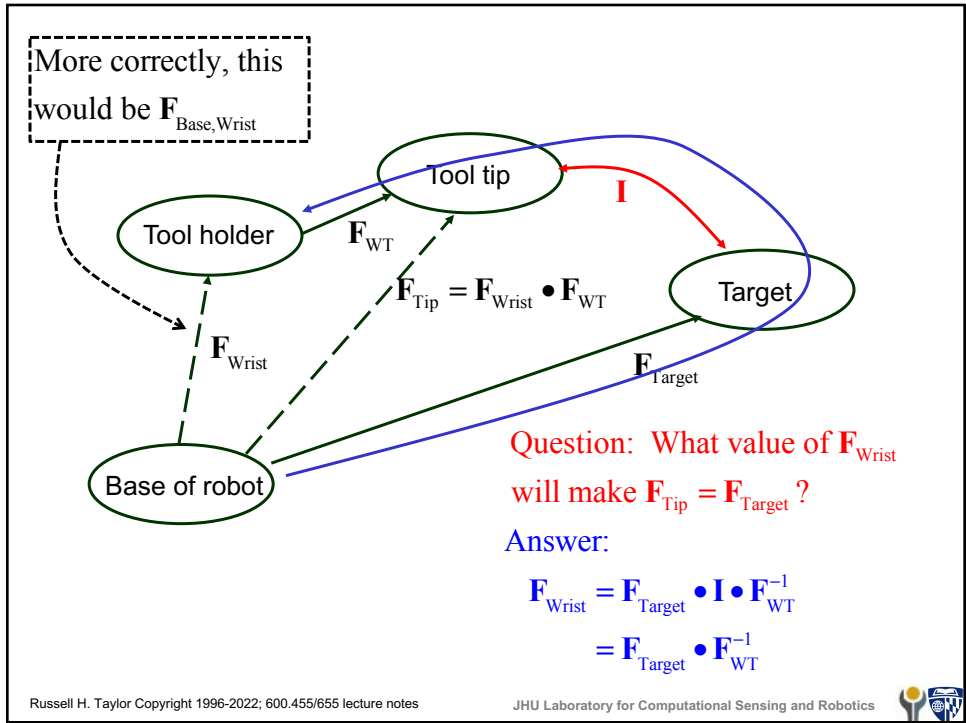 More correctly, this
would be F_Base,Wrist
Tool tip
I
Tool holder
F_WT
F_Tip = F_Wrist • F_WT
Target
F_Wrist
F_Target
Base of robot
Question: What value of F_Wrist
will make F_Tip = F_Target ?
Answer:
F_Wrist = F_Target • I • F_WT^−1
= F_Target • F_WT^−1
Russell H. Taylor Copyright 1996-2022; 600.455/655 lecture notes
JHU Laboratory for Computational Sensing and Robotics